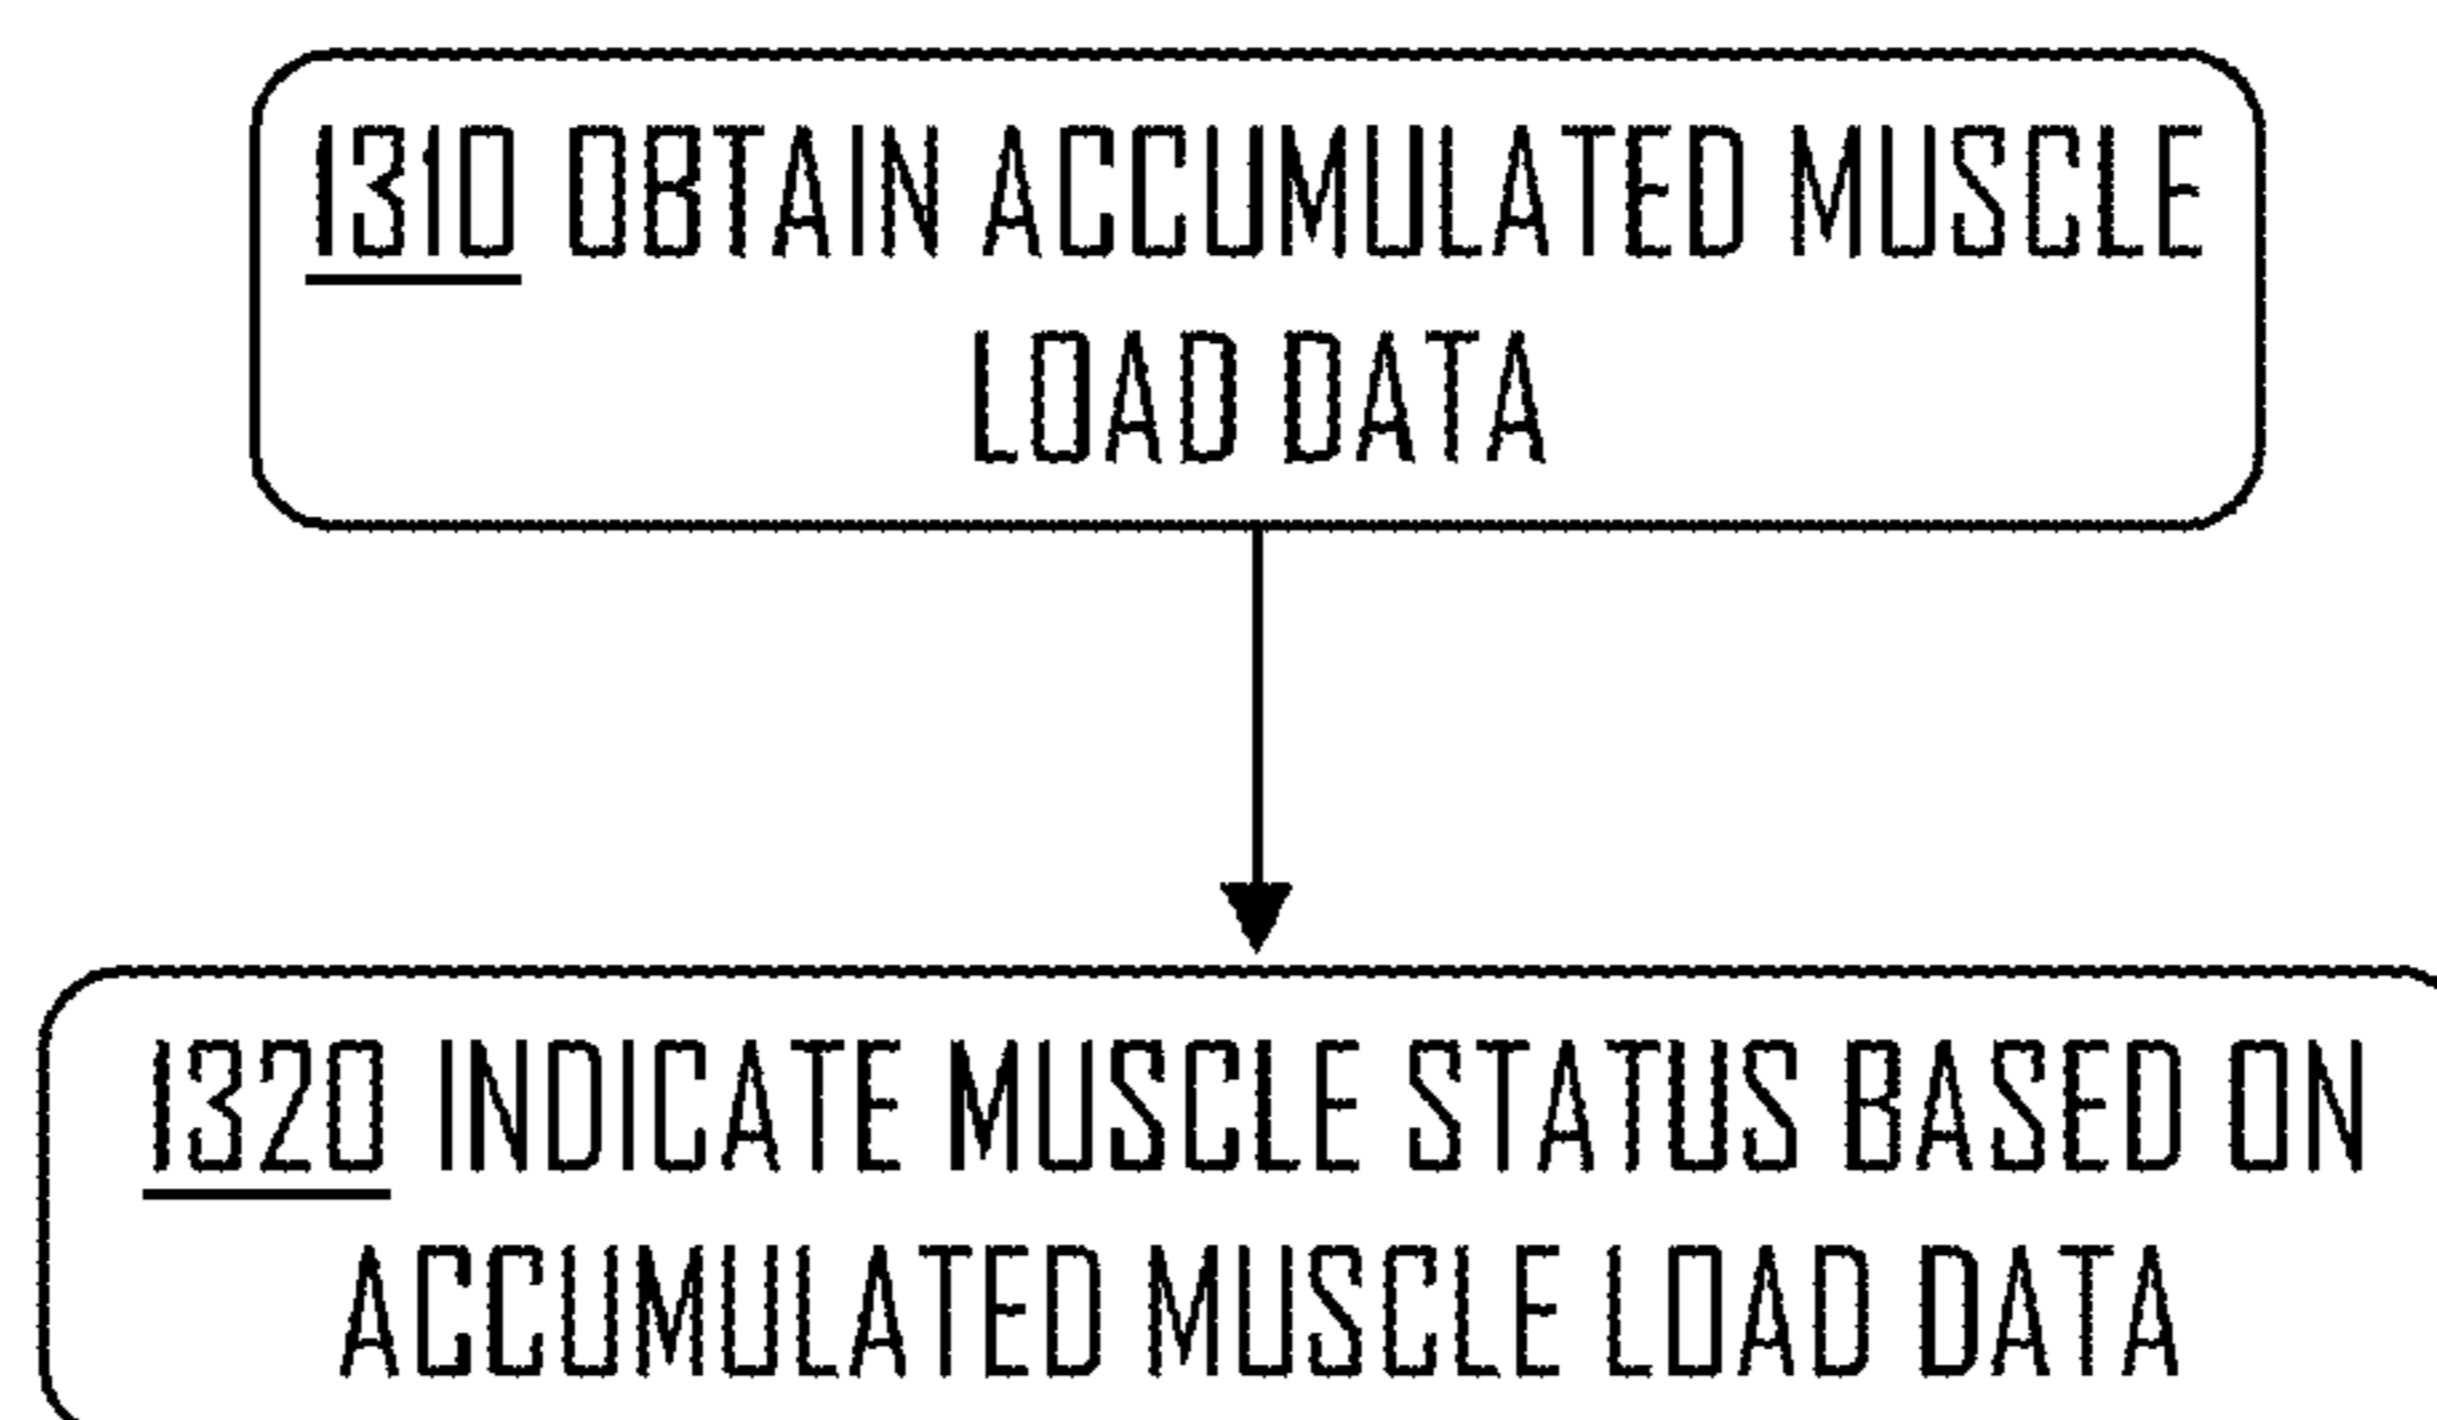 1310 OBTAIN ACCUMULATED MUSCLE
LOAD DATA
1320 INDICATE MUSCLE STATUS BASED ON
ACCUMULATED MUSCLE LOAD DATA